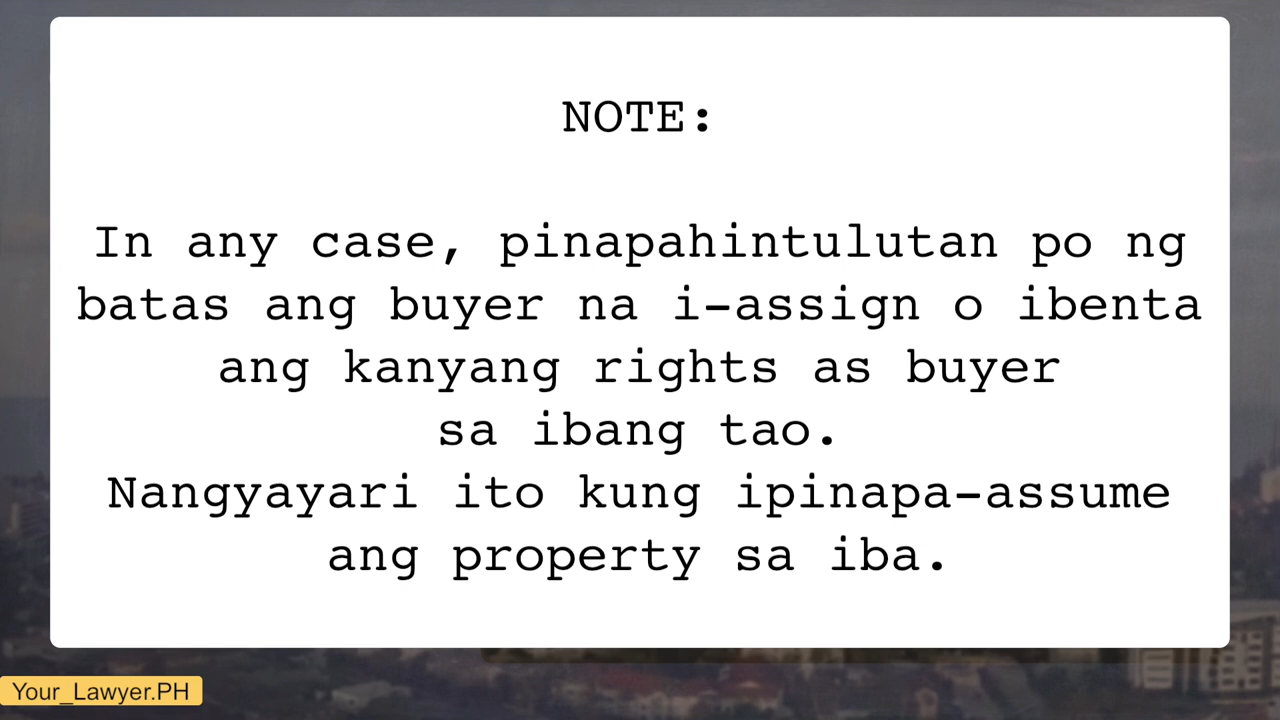 NOTE:
In any case, pinapahintulutan po ng
batas ang buyer na i-assign o ibenta
ang kanyang rights as buyer
sa ibang tao.
Nangyayari ito kung ipinapa-assume
ang property sa iba.
Your_Lawyer.PH